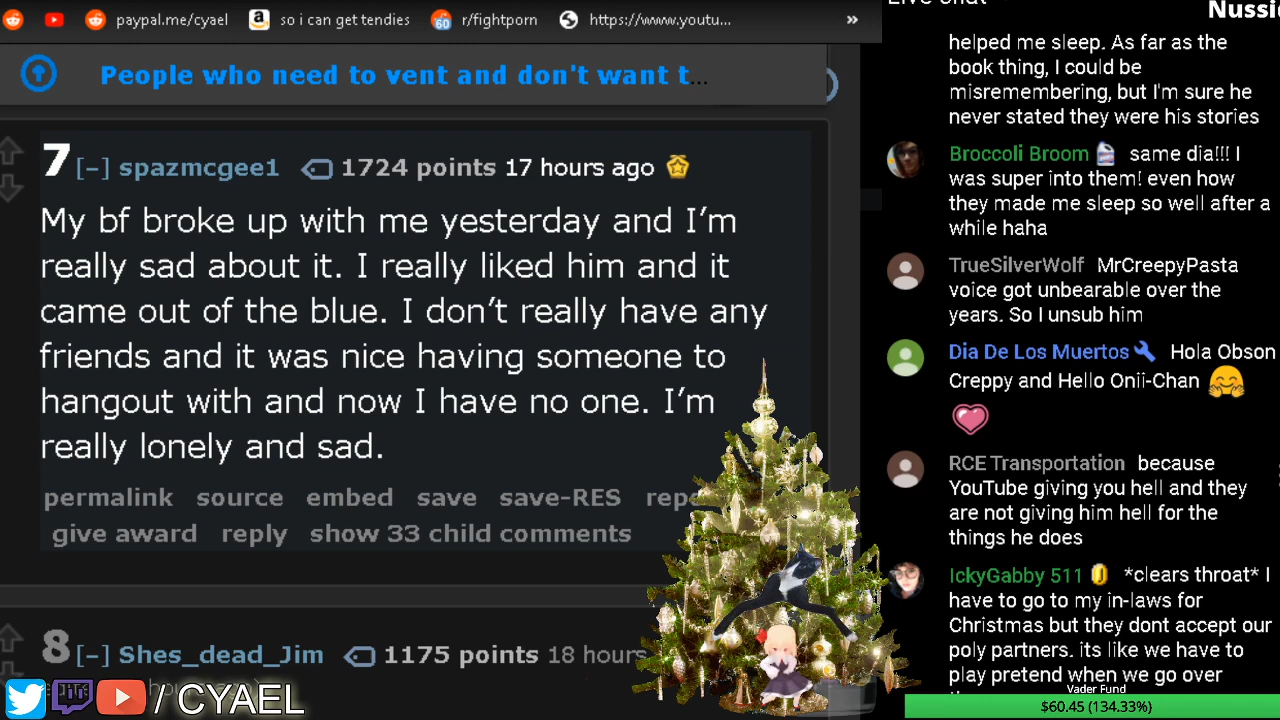 paypal.me/cyael so i can get tendies r/fightporn https://www.youtu... »
People who need to vent and don't want t...
7 [-] spazmcgee1 1724 points 17 hours ago
My bf broke up with me yesterday and I'm
really sad about it. I really liked him and it
came out of the blue. I don't really have any
friends and it was nice having someone to
hangout with and now I have no one. I'm
really lonely and sad.
permalink source embed save save-RES
give award reply show 33 child comments
8 [-] Shes_dead_Jim 1175 points 18 hours
/ CYAEL
Live chat
Nussi
helped me sleep. As far as the
book thing, I could be
misremembering, but I'm sure he
never stated they were his stories
Broccoli Broom same dia!!! I
was super into them! even how
they made me sleep so well after a
while haha
TrueSilverWolf MrCreepyPasta
voice got unbearable over the
years. So I unsub him
Dia De Los Muertos Hola Obson
Creppy and Hello Onii-Chan
RCE Transportation because
YouTube giving you hell and they
are not giving him hell for the
things he does
IckyGabby 511 *clears throat* I
have to go to my in-laws for
Christmas but they dont accept our
poly partners. its like we have to
play pretend when we go over
Vader Fund
$60.45 (134.33%)